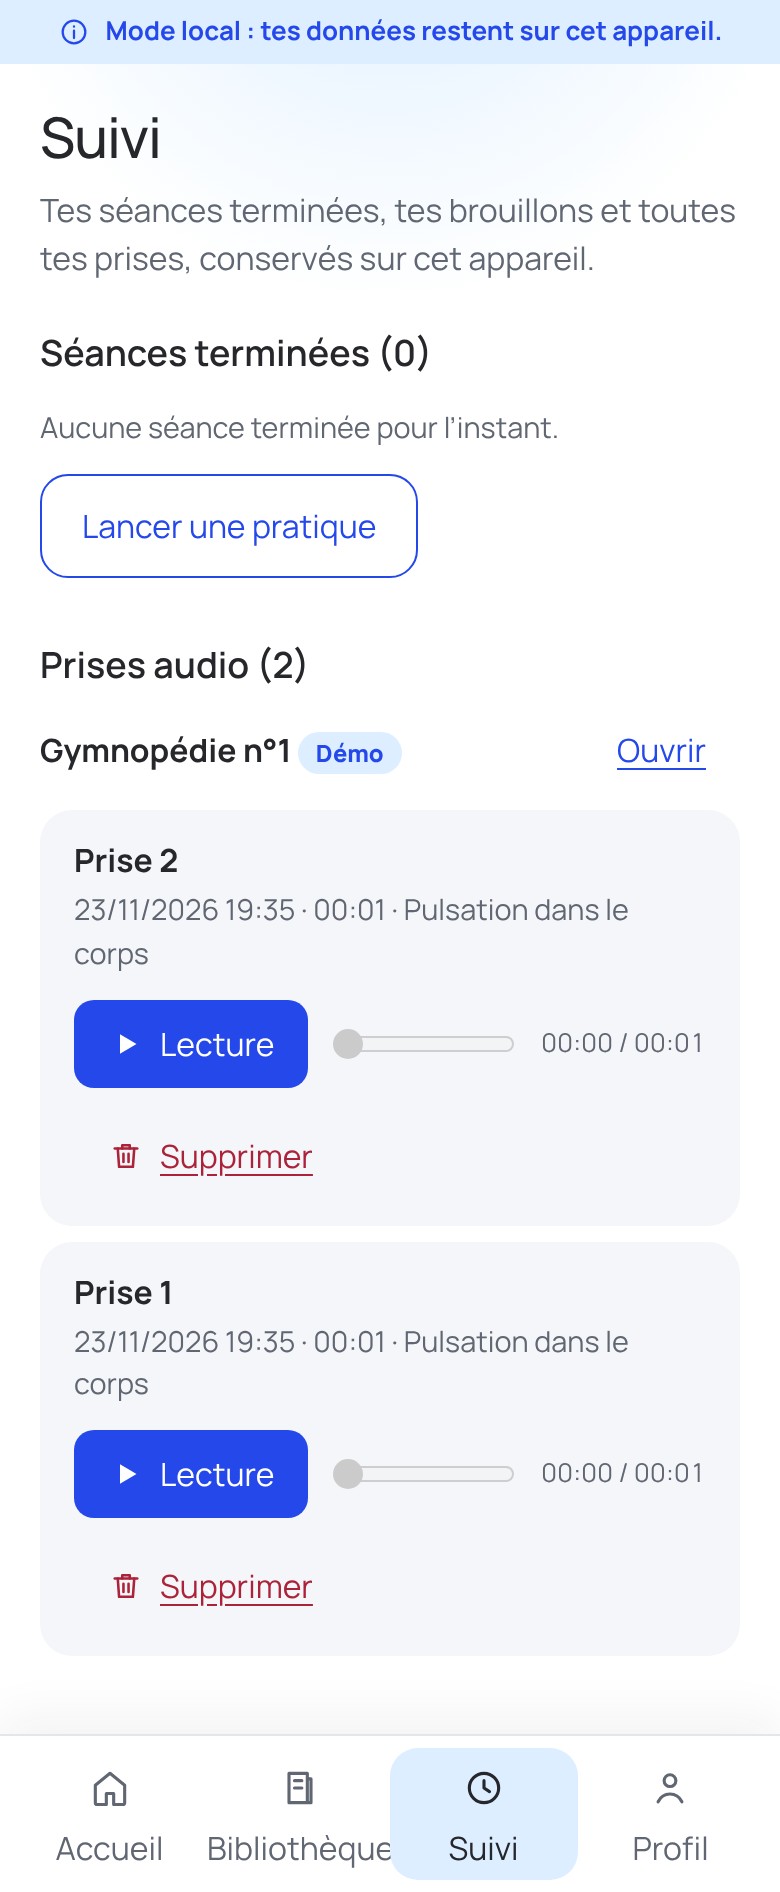 Mode local : tes données restent sur cet appareil.
Suivi
Tes séances terminées, tes brouillons et toutes
tes prises, conservés sur cet appareil.
Séances terminées (0)
Aucune séance terminée pour l'instant.
Lancer une pratique
Prises audio (2)
Gymnopédie n°1 Démo Ouvrir
Prise 2
23/11/2026 19:35 · 00:01 · Pulsation dans le
corps
Lecture 00:00 / 00:01
Supprimer
Prise 1
23/11/2026 19:35 · 00:01 · Pulsation dans le
corps
Lecture 00:00 / 00:01
Supprimer
Accueil Bibliothèque Suivi Profil